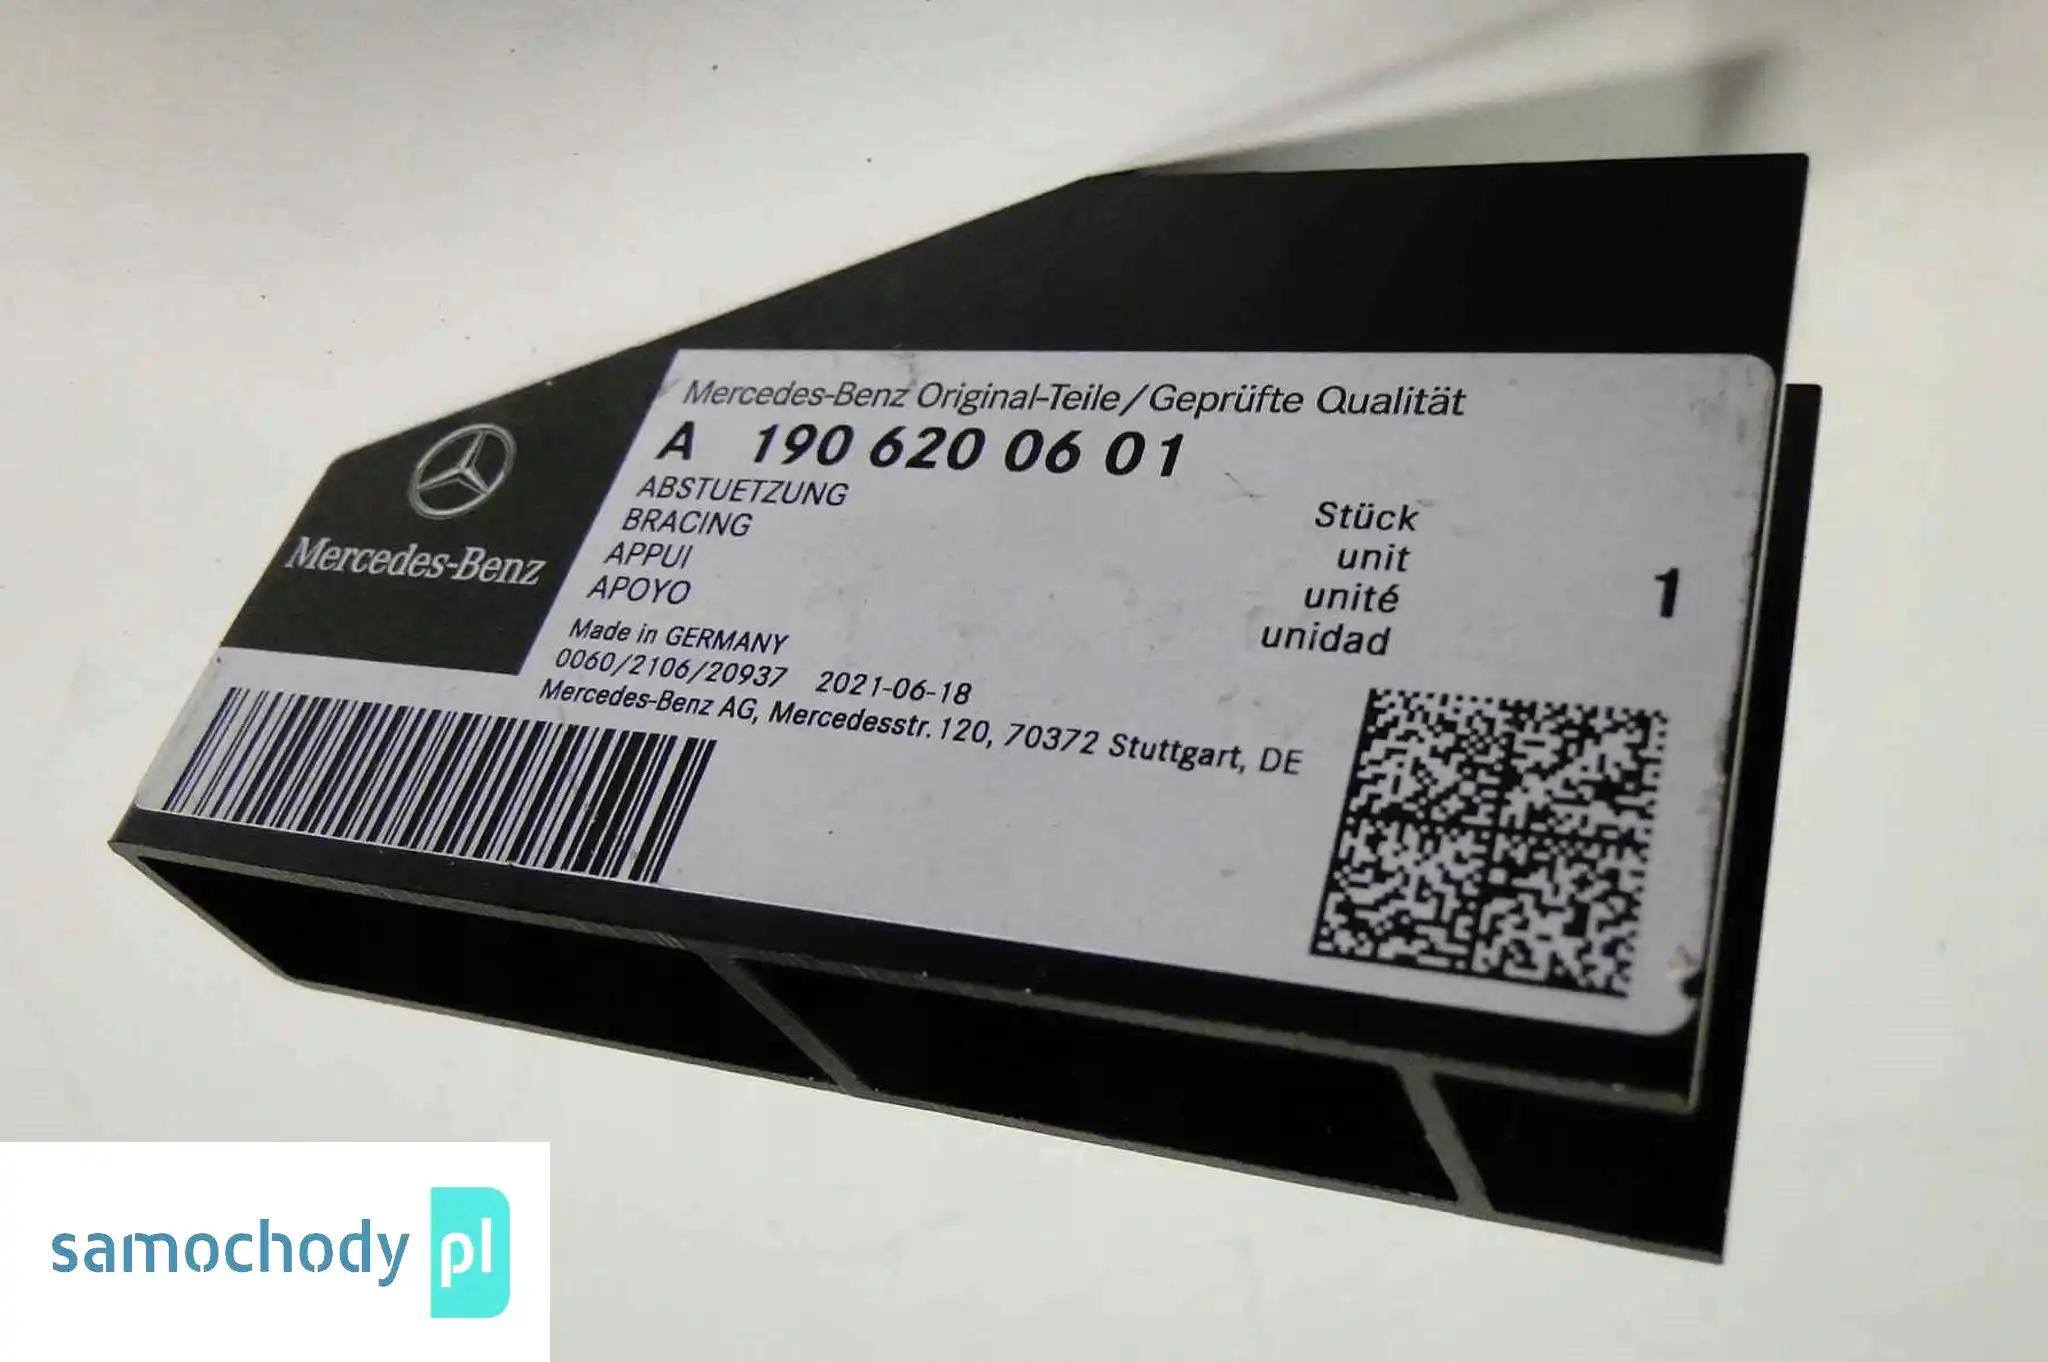 Mercedes-Benz Original-Teile/Geprüfte Qualität
A 190 620 06 01
ABSTUETZUNG
BRACING
APPUI
APOYO
Stück
unit
unité
unidad
1
Mercedes-Benz
Made in GERMANY
0060/2106/20937 2021-06-18
Mercedes-Benz AG, Mercedesstr. 120, 70372 Stuttgart, DE
samochody pl